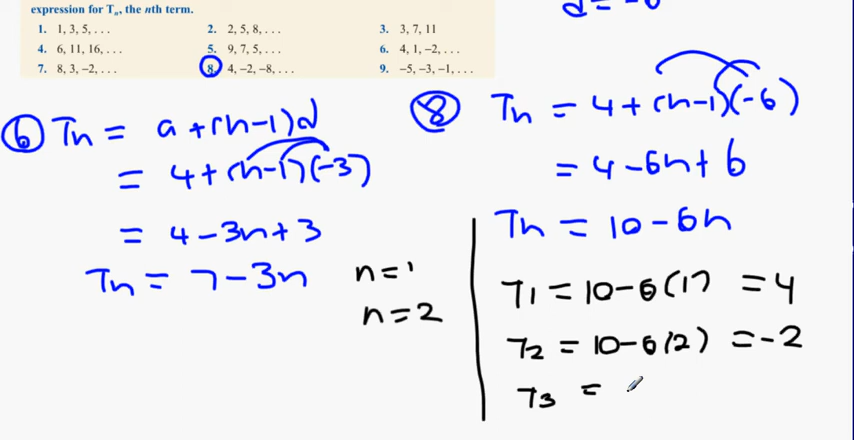 expression for Tn, the nth term.
1. 1, 3, 5, . . .
2. 2, 5, 8, . . .
3. 3, 7, 11
4. 6, 11, 16, . . .
5. 9, 7, 5, . . .
6. 4, 1, −2, . . .
7. 8, 3, −2, . . .
8. 4, −2, −8, . . .
9. −5, −3, −1, . . .
6 Tn = a + (n-1)d
= 4 + (n-1)(-3)
= 4 - 3n + 3
Tn = 7 - 3n
n = 1
n = 2
8 Tn = 4 + (n-1)(-6)
= 4 - 6n + 6
Tn = 10 - 6n
T1 = 10 - 6(1) = 4
T2 = 10 - 6(2) = -2
T3 =